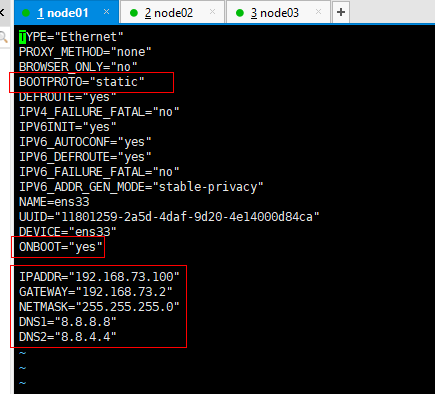 1 node01 × 2 node02 × 3 node03 × +
TYPE="Ethernet"
PROXY_METHOD="none"
BROWSER_ONLY="no"
BOOTPROTO="static"
DEFROUTE="yes"
IPV4_FAILURE_FATAL="no"
IPV6INIT="yes"
IPV6_AUTOCONF="yes"
IPV6_DEFROUTE="yes"
IPV6_FAILURE_FATAL="no"
IPV6_ADDR_GEN_MODE="stable-privacy"
NAME=ens33
UUID="11801259-2a5d-4daf-9d20-4e14000d84ca"
DEVICE="ens33"
ONBOOT="yes"
IPADDR="192.168.73.100"
GATEWAY="192.168.73.2"
NETMASK="255.255.255.0"
DNS1="8.8.8.8"
DNS2="8.8.4.4"
~
~
~